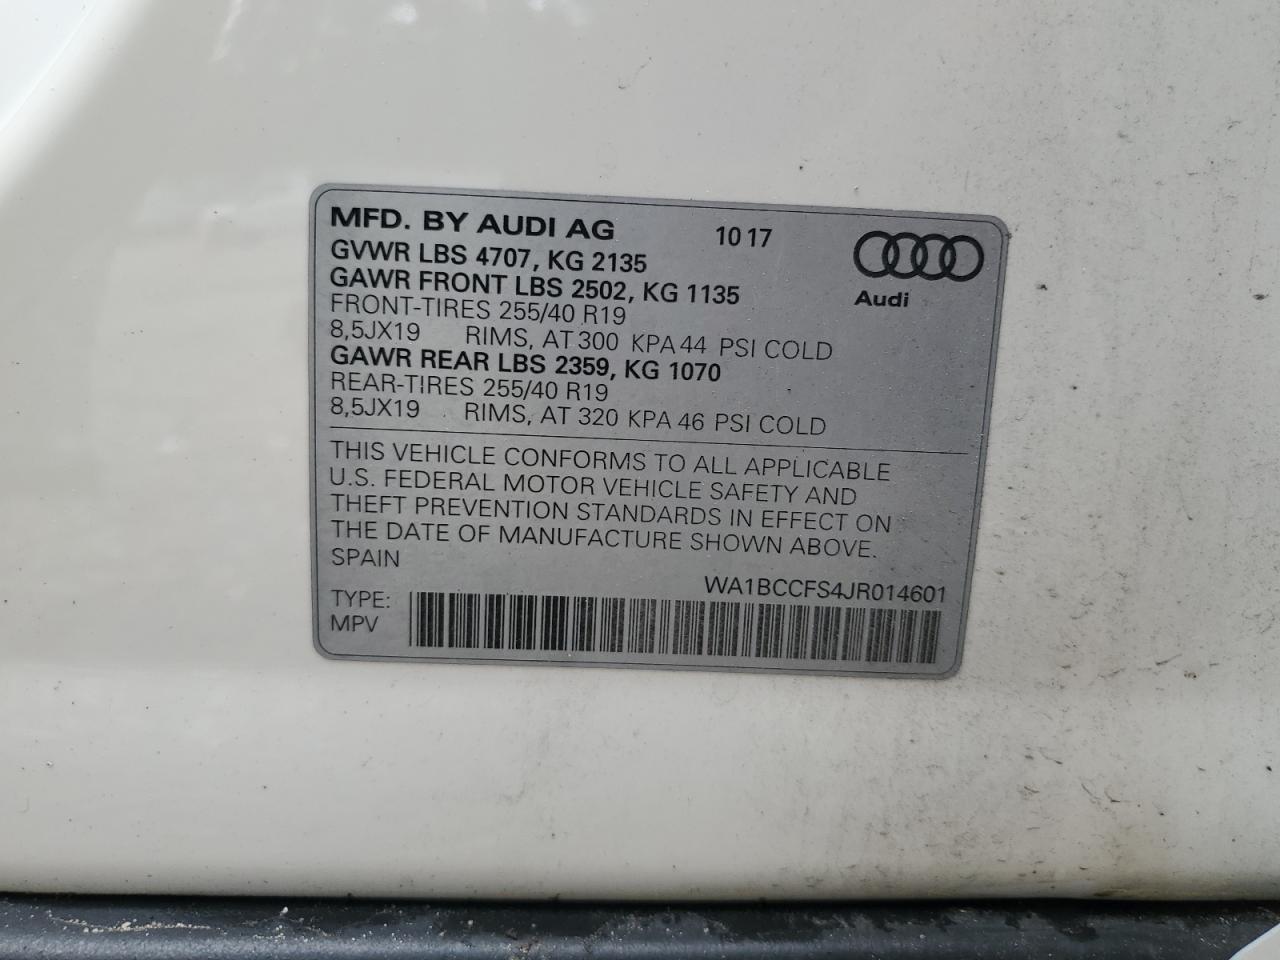 MFD. BY AUDI AG 10 17
GVWR LBS 4707, KG 2135
GAWR FRONT LBS 2502, KG 1135
Audi
FRONT-TIRES 255/40 R19
8,5JX19 RIMS, AT 300 KPA 44 PSI COLD
GAWR REAR LBS 2359, KG 1070
REAR-TIRES 255/40 R19
8,5JX19 RIMS, AT 320 KPA 46 PSI COLD
THIS VEHICLE CONFORMS TO ALL APPLICABLE
U.S. FEDERAL MOTOR VEHICLE SAFETY AND
THEFT PREVENTION STANDARDS IN EFFECT ON
THE DATE OF MANUFACTURE SHOWN ABOVE.
SPAIN
WA1BCCFS4JR014601
TYPE:
MPV